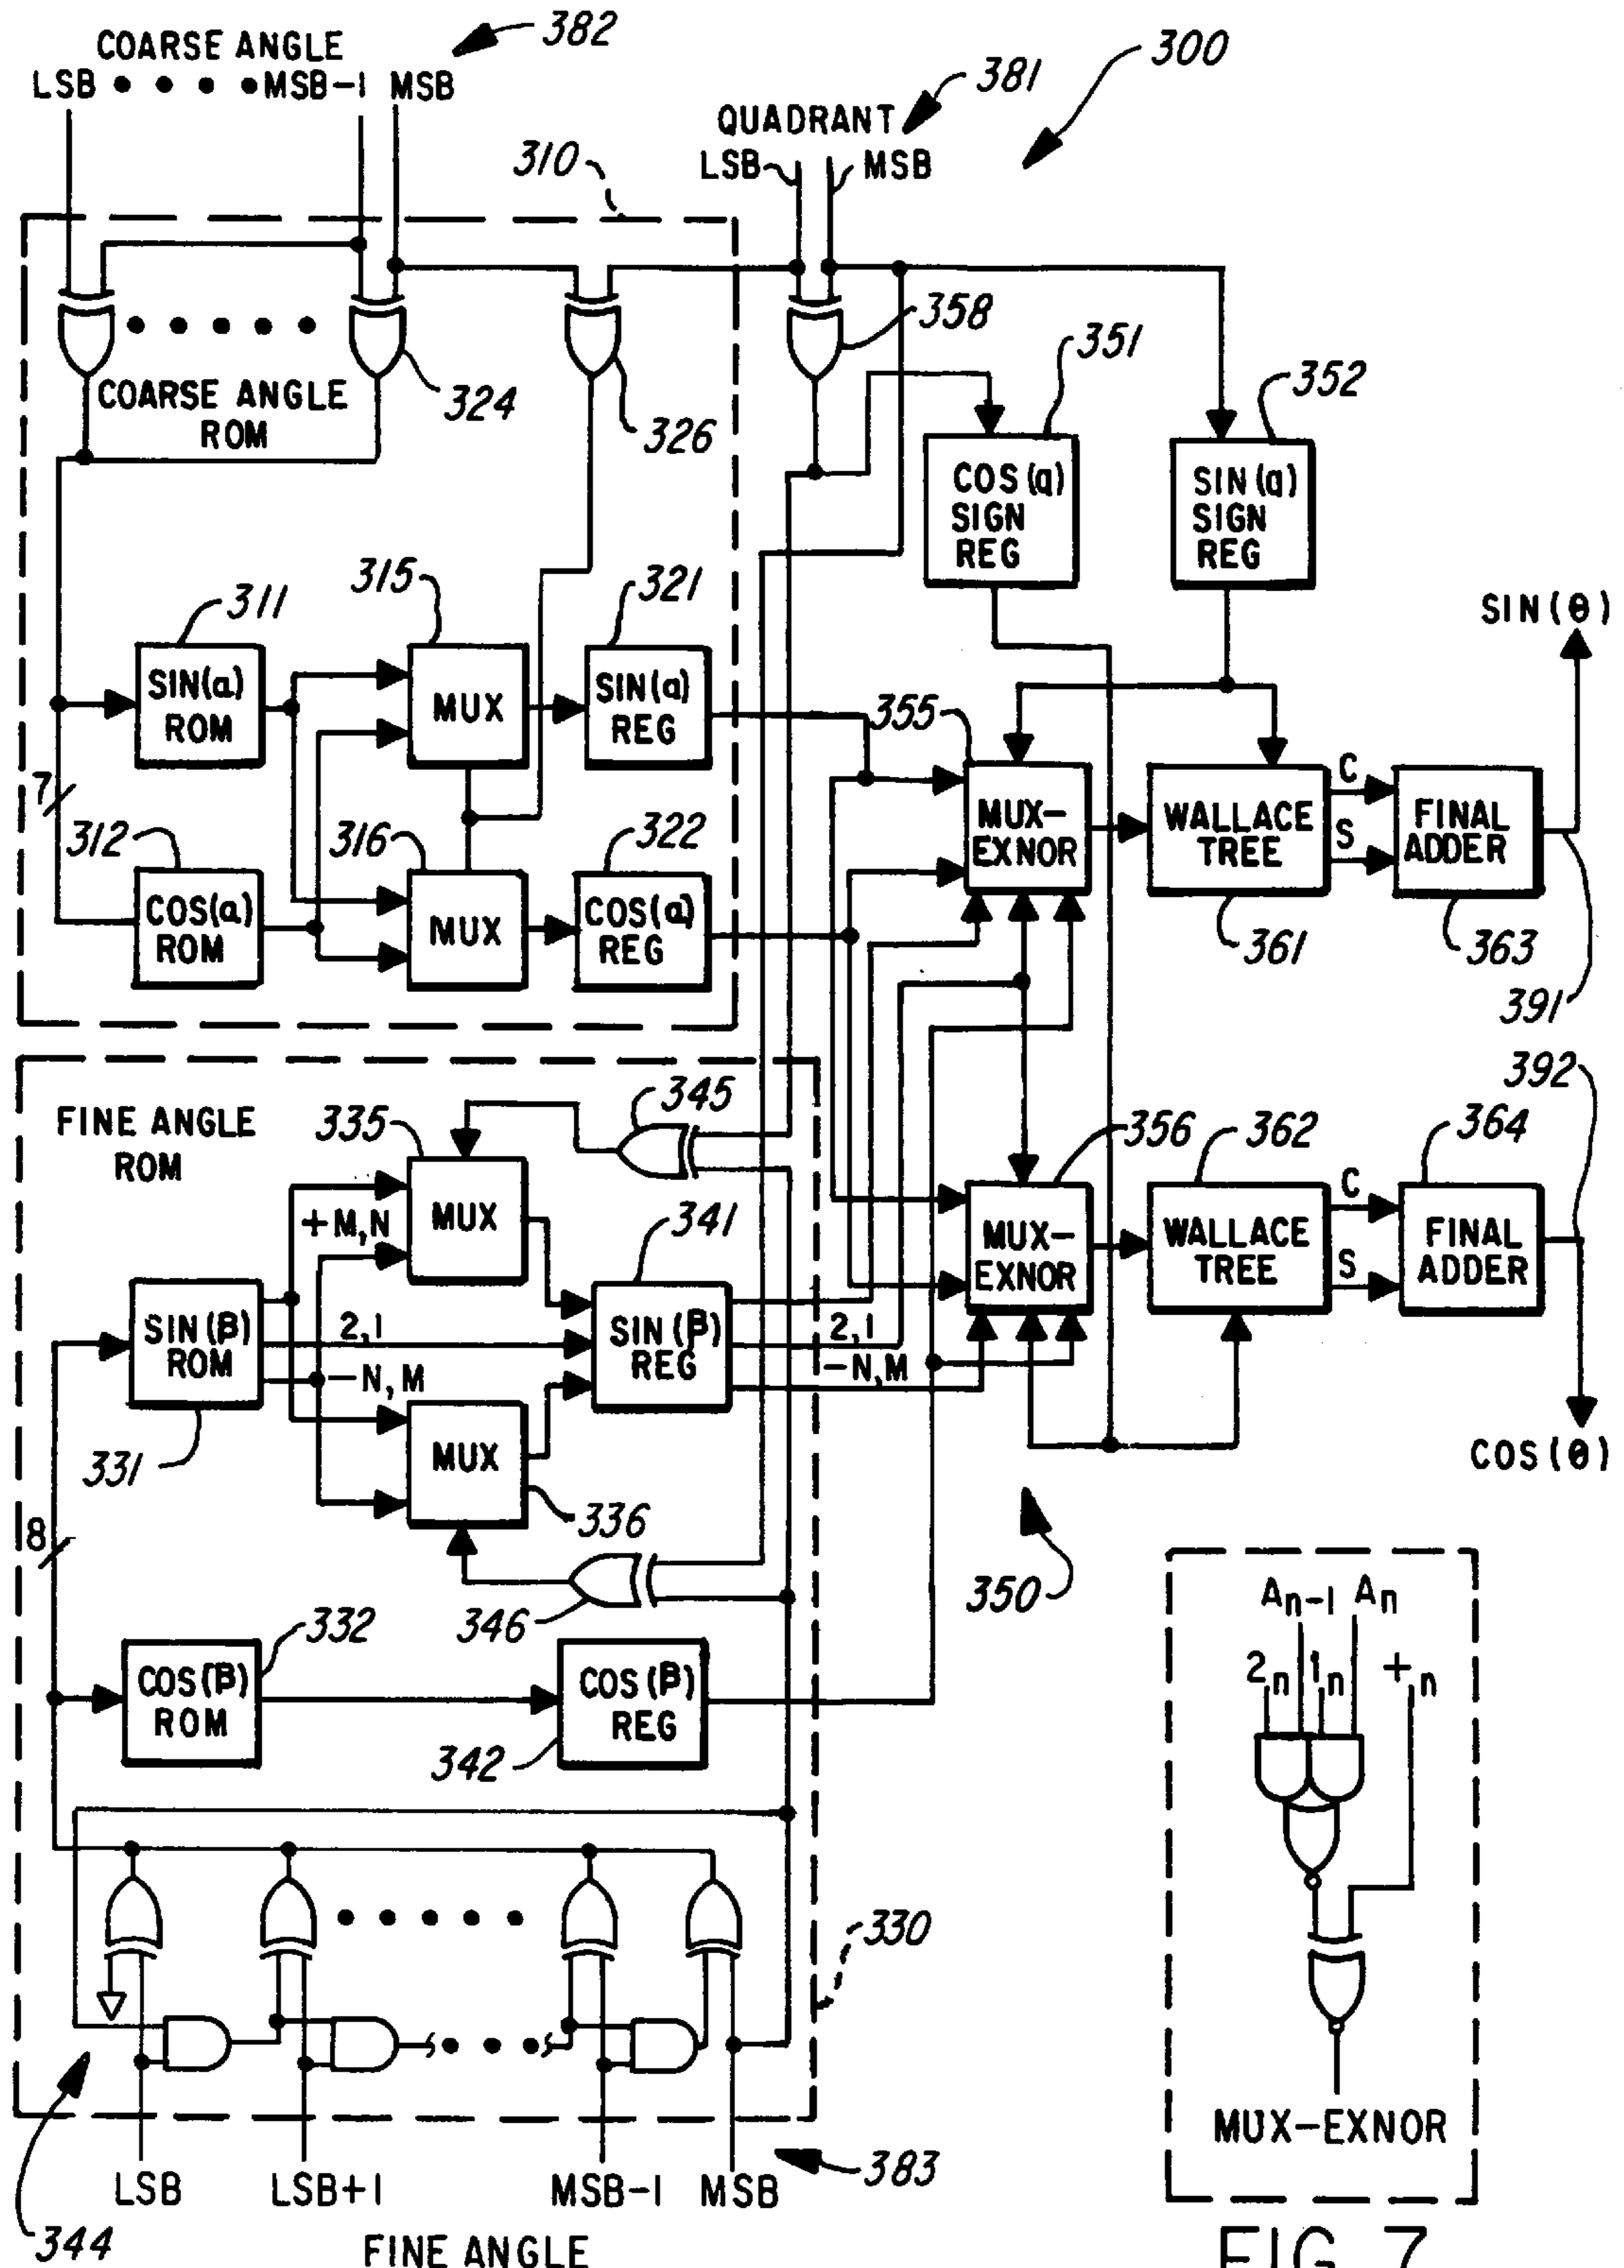 COARSE ANGLE
382
LSB • • • • MSB-1 MSB
300
381
QUADRANT
LSB MSB
310
358
351
352
COARSE ANGLE
ROM
324
326
COS(a)
SIGN
REG
SIN(a)
SIGN
REG
311
315
321
SIN(θ)
SIN(a)
ROM
MUX
SIN(a)
REG
355
7
MUX-
EXNOR
WALLACE
TREE
C
S
FINAL
ADDER
312
316
322
COS(a)
ROM
MUX
COS(a)
REG
361
363
391
392
FINE ANGLE
ROM
335
345
356
362
364
+M,N
MUX
341
MUX-
EXNOR
WALLACE
TREE
C
S
FINAL
ADDER
SIN(β)
ROM
2,1
-N,M
SIN(β)
REG
2,1
-N,M
331
MUX
336
COS(θ)
8
350
346
332
COS(β)
ROM
COS(β)
REG
342
An-1 An
2n 1n +n
330
MUX-EXNOR
383
LSB LSB+1 MSB-1 MSB
344
FINE ANGLE
FIG. 7